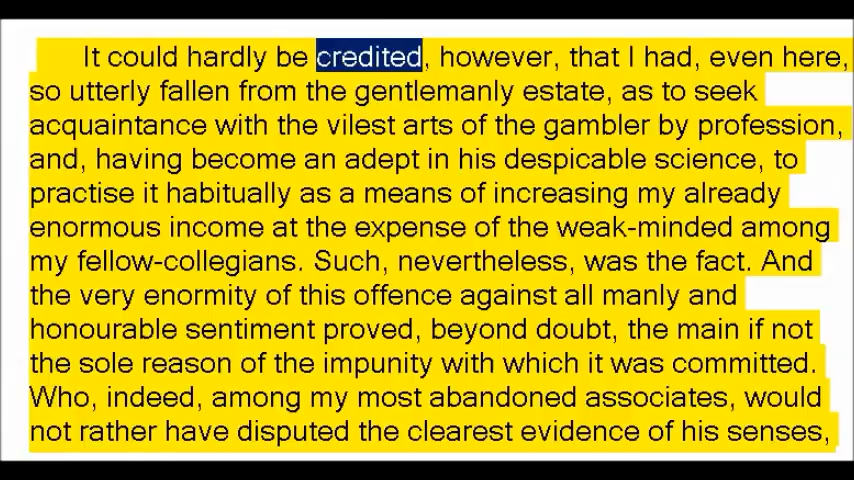 It could hardly be credited, however, that I had, even here,
so utterly fallen from the gentlemanly estate, as to seek
acquaintance with the vilest arts of the gambler by profession,
and, having become an adept in his despicable science, to
practise it habitually as a means of increasing my already
enormous income at the expense of the weak-minded among
my fellow-collegians. Such, nevertheless, was the fact. And
the very enormity of this offence against all manly and
honourable sentiment proved, beyond doubt, the main if not
the sole reason of the impunity with which it was committed.
Who, indeed, among my most abandoned associates, would
not rather have disputed the clearest evidence of his senses,